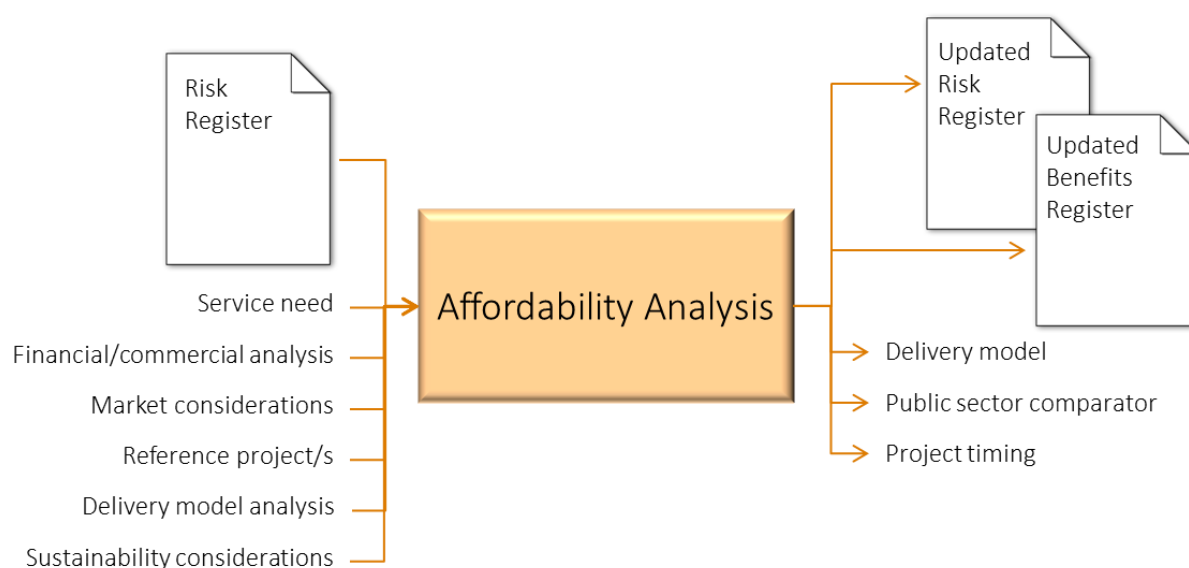 Risk
Register
Service need
Financial/commercial analysis
Market considerations
Reference project/s
Delivery model analysis
Sustainability considerations
Affordability Analysis
Updated
Risk
Register
Updated
Benefits
Register
Delivery model
Public sector comparator
Project timing